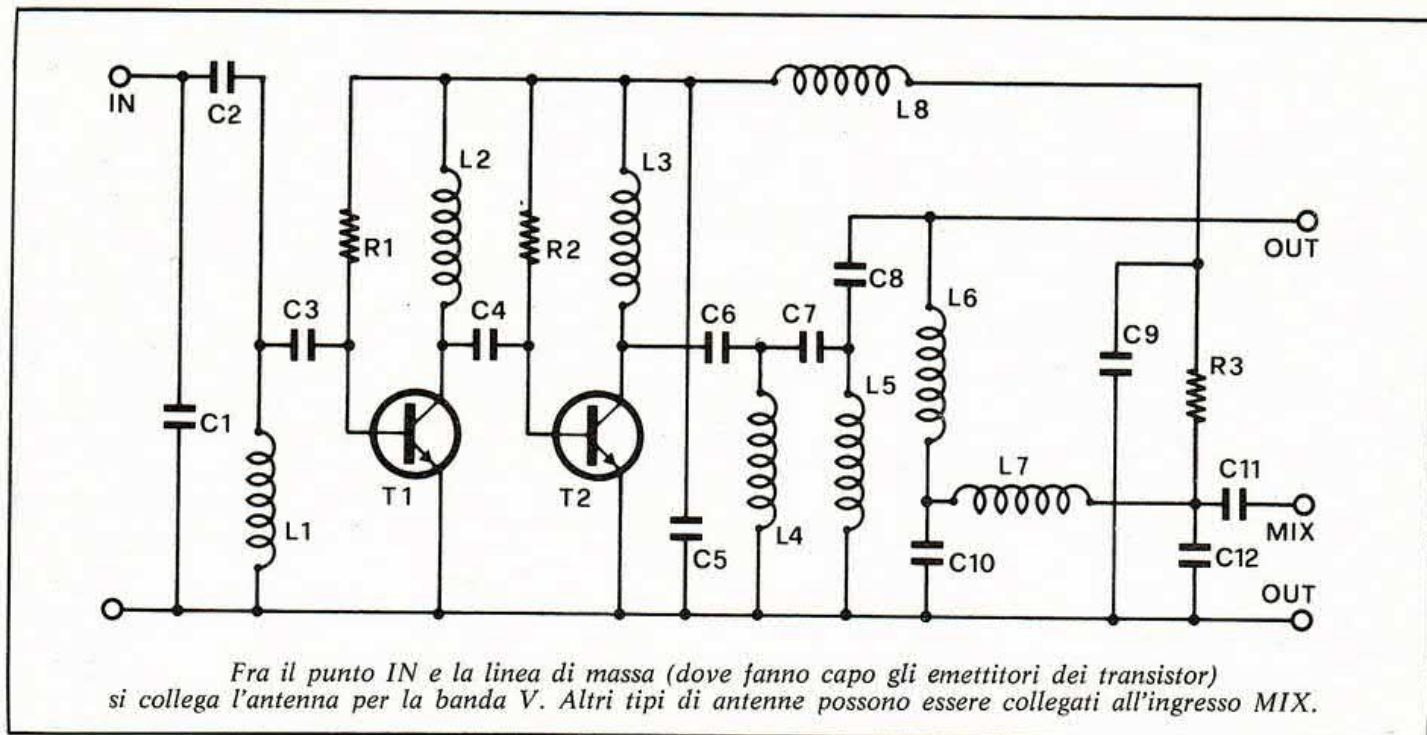 IN
C2
L8
L2
L3
R1
R2
OUT
C8
L6
C3
C4
C6
C7
C9
R3
C1
L5
L7
C11
T1
T2
L1
C5
L4
C10
MIX
C12
OUT
Fra il punto IN e la linea di massa (dove fanno capo gli emettitori dei transistor)
si collega l'antenna per la banda V. Altri tipi di antenne possono essere collegati all'ingresso MIX.